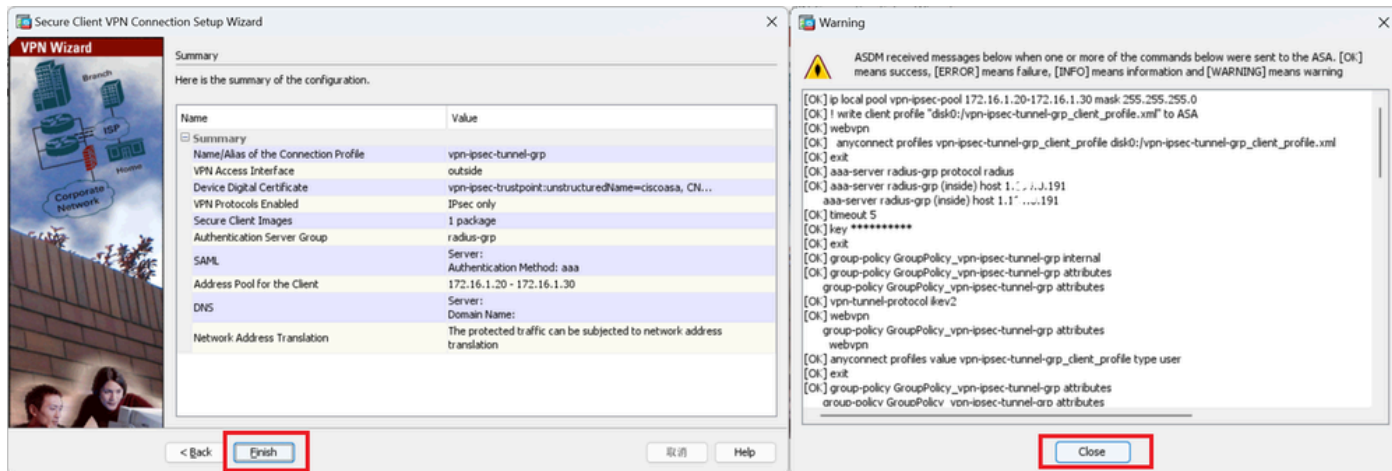 Secure Client VPN Connection Setup Wizard
VPN Wizard
Branch
ISP
Home
Corporate
Network
Summary
Here is the summary of the configuration.
Name Value
Summary
Name/Alias of the Connection Profile vpn-ipsec-tunnel-grp
VPN Access Interface outside
Device Digital Certificate vpn-ipsec-trustpoint:unstructuredName=ciscoasa, CN...
VPN Protocols Enabled IPsec only
Secure Client Images 1 package
Authentication Server Group radius-grp
SAML Server:
Authentication Method: aaa
Address Pool for the Client 172.16.1.20 - 172.16.1.30
DNS Server:
Domain Name:
Network Address Translation The protected traffic can be subjected to network address
translation
< Back Finish 取消 Help
Warning
ASDM received messages below when one or more of the commands below were sent to the ASA. [OK]
means success, [ERROR] means failure, [INFO] means information and [WARNING] means warning
[OK] ip local pool vpn-ipsec-pool 172.16.1.20-172.16.1.30 mask 255.255.255.0
[OK] ! write client profile "disk0:/vpn-ipsec-tunnel-grp_client_profile.xml" to ASA
[OK] webvpn
[OK] anyconnect profiles vpn-ipsec-tunnel-grp_client_profile disk0:/vpn-ipsec-tunnel-grp_client_profile.xml
[OK] exit
[OK] aaa-server radius-grp protocol radius
[OK] aaa-server radius-grp (inside) host
aaa-server radius-grp (inside) host
[OK] timeout 5
[OK] key **********
[OK] exit
[OK] group-policy GroupPolicy_vpn-ipsec-tunnel-grp internal
[OK] group-policy GroupPolicy_vpn-ipsec-tunnel-grp attributes
group-policy GroupPolicy_vpn-ipsec-tunnel-grp attributes
[OK] vpn-tunnel-protocol ikev2
[OK] webvpn
group-policy GroupPolicy_vpn-ipsec-tunnel-grp attributes
webvpn
[OK] anyconnect profiles value vpn-ipsec-tunnel-grp_client_profile type user
[OK] exit
[OK] group-policy GroupPolicy_vpn-ipsec-tunnel-grp attributes
group-policy GroupPolicy_vpn-ipsec-tunnel-grp attributes
Close